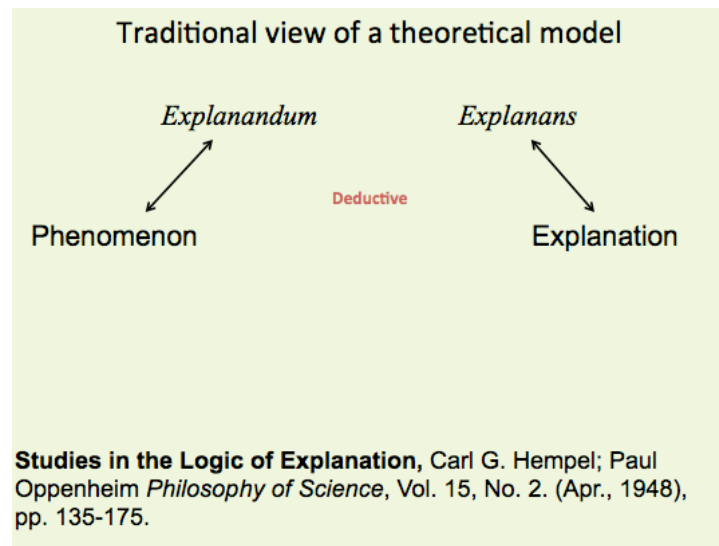 Traditional view of a theoretical model
Explanandum
Explanans
Deductive
Phenomenon
Explanation
Studies in the Logic of Explanation, Carl G. Hempel; Paul
Oppenheim Philosophy of Science, Vol. 15, No. 2. (Apr., 1948),
pp. 135-175.